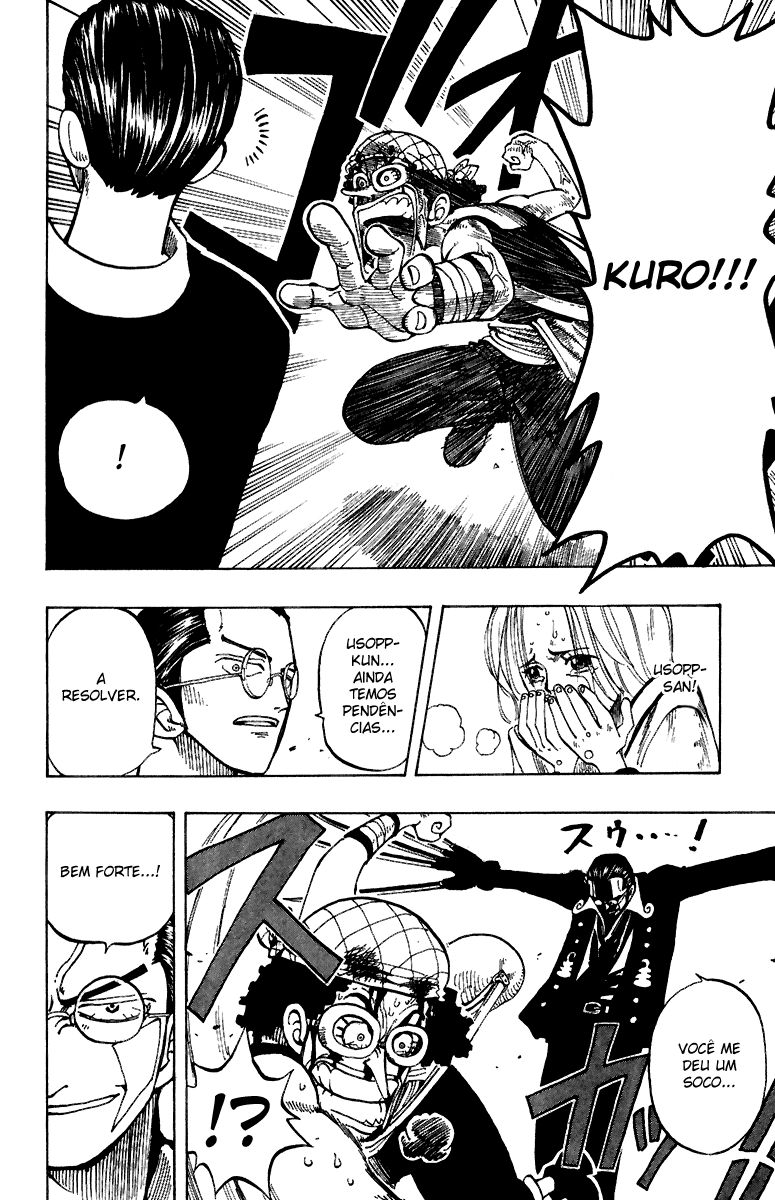 KURO!!!
!
USOPP-
SAN!
USOPP-
KUN...
AINDA
TEMOS
PENDÊN-
CIAS...
A
RESOLVER.
スゥ・・・・!
VOCÊ ME
DEU UM
SOCO...
!?
BEM FORTE...!